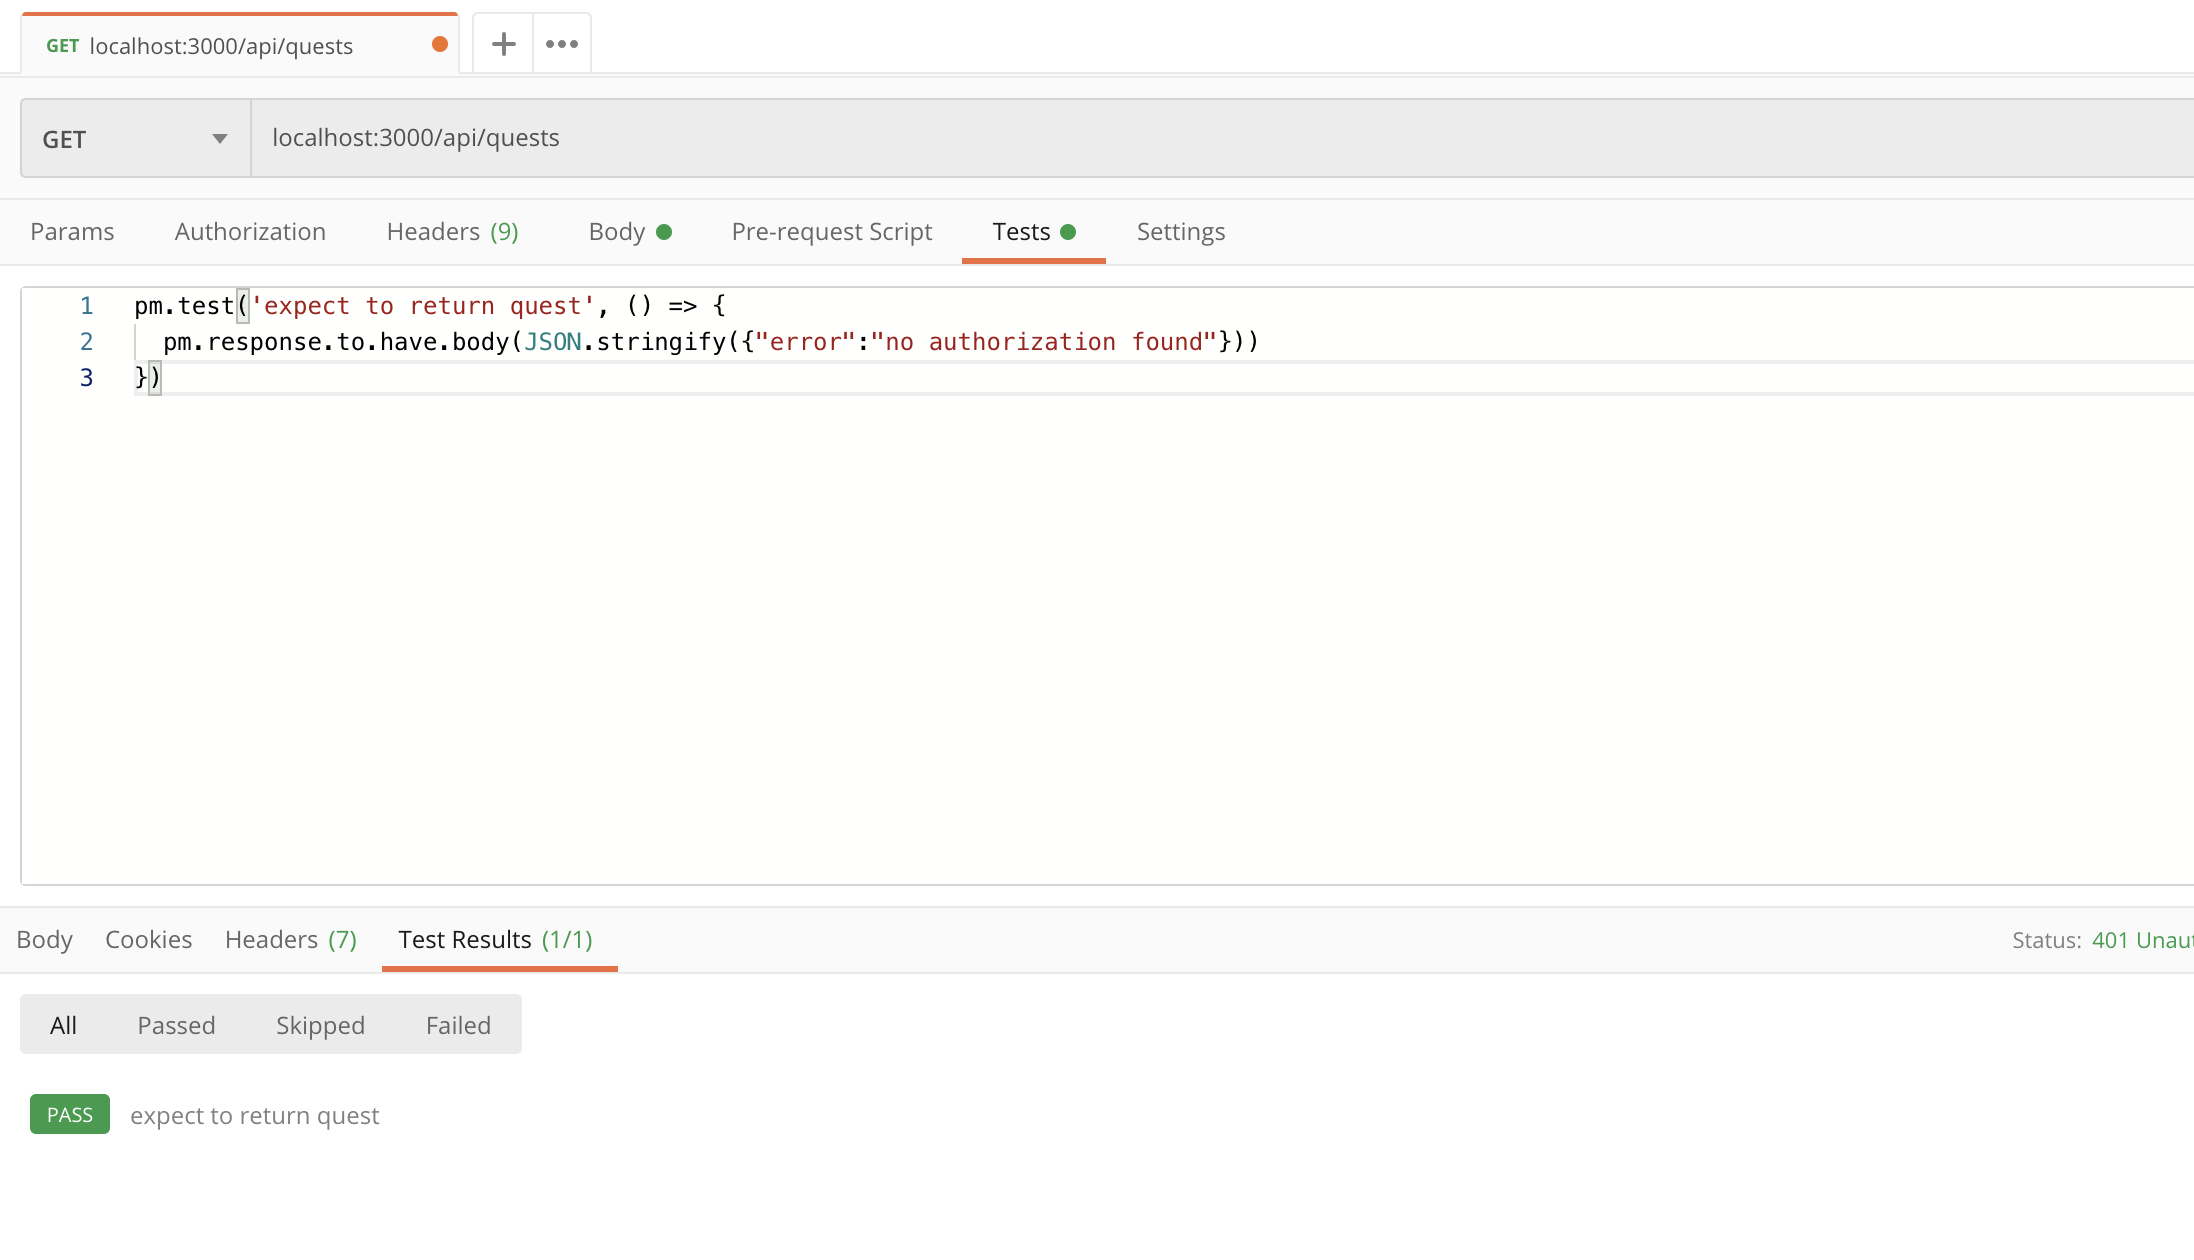 GET localhost:3000/api/quests
GET localhost:3000/api/quests
Params Authorization Headers (9) Body Pre-request Script Tests Settings
1 pm.test('expect to return quest', () => {
2 pm.response.to.have.body(JSON.stringify({"error":"no authorization found"}))
3 })
Body Cookies Headers (7) Test Results (1/1) Status: 401 Unaut
All Passed Skipped Failed
PASS expect to return quest